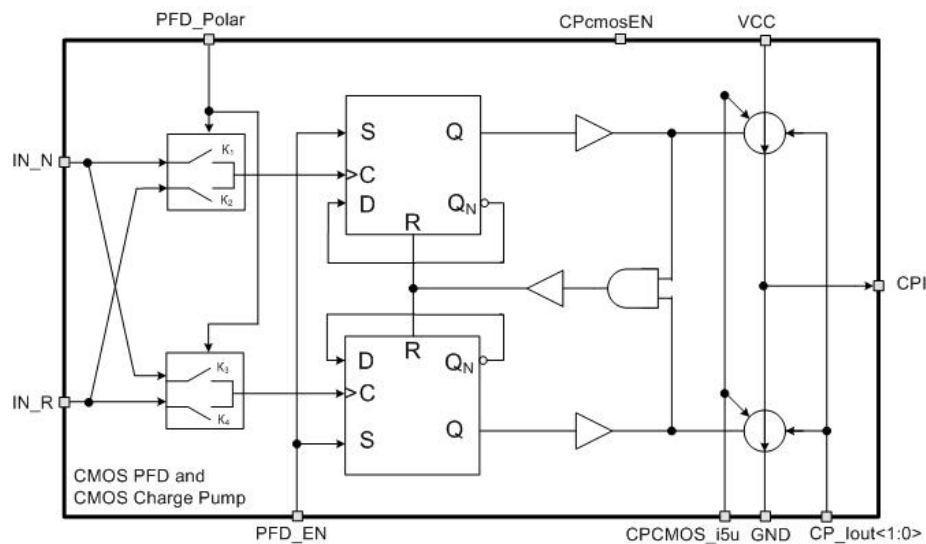 PFD_Polar
CPcmosEN
VCC
IN_N
K1
K2
S
Q
C
D
QN
R
CPI
K3
K4
D
R
QN
C
S
Q
IN_R
CMOS PFD and
CMOS Charge Pump
PFD_EN
CPCMOS_i5u
GND
CP_Iout<1:0>